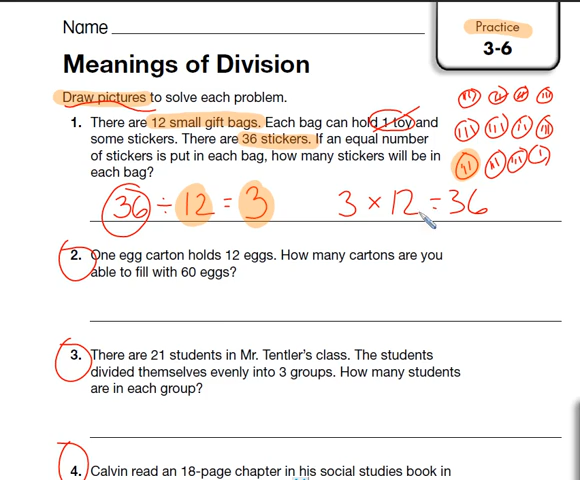 Name
Practice
3-6
Meanings of Division
Draw pictures to solve each problem.
1. There are 12 small gift bags. Each bag can hold 1 toy and
some stickers. There are 36 stickers. If an equal number
of stickers is put in each bag, how many stickers will be in
each bag?
36 ÷ 12 = 3
3 × 12 = 36
2. One egg carton holds 12 eggs. How many cartons are you
able to fill with 60 eggs?
3. There are 21 students in Mr. Tentler's class. The students
divided themselves evenly into 3 groups. How many students
are in each group?
4. Calvin read an 18-page chapter in his social studies book in